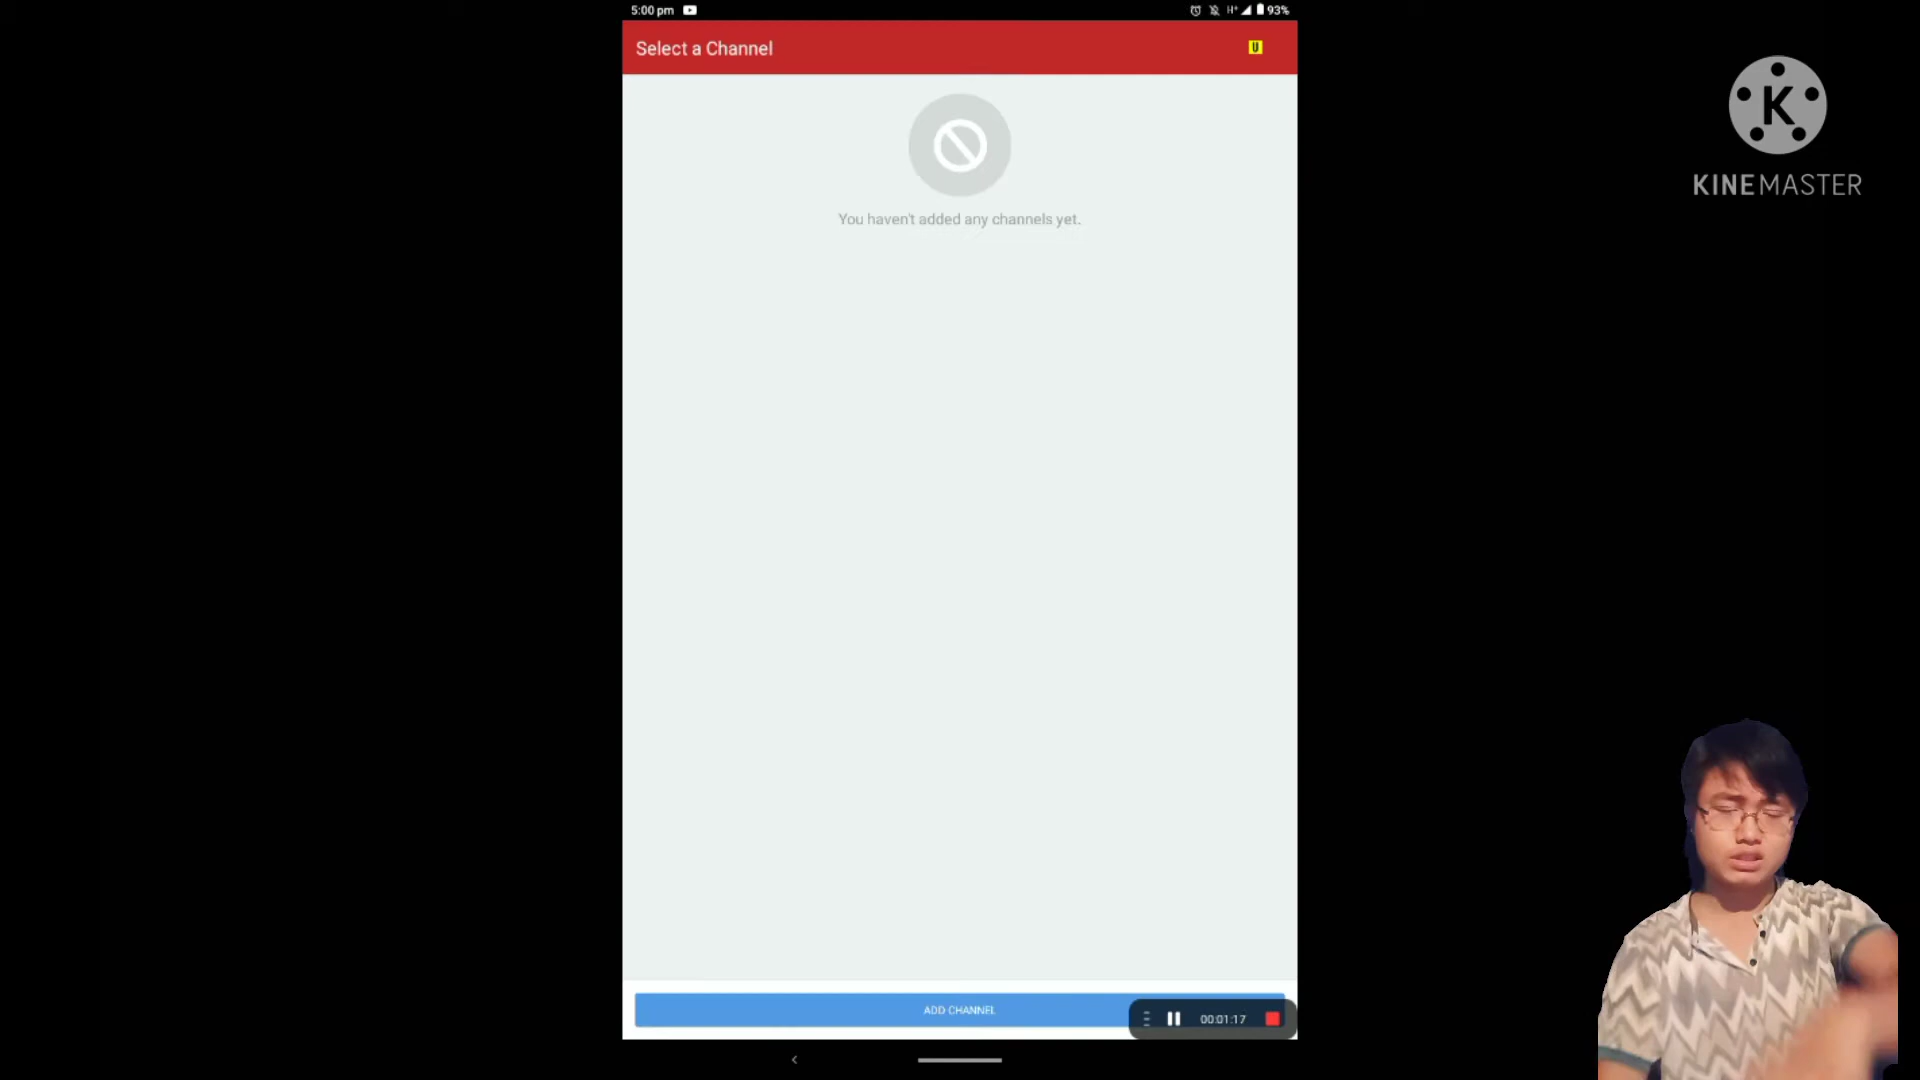 5:00 pm
H+ 93%
Select a Channel
U
K
KINEMASTER
You haven't added any channels yet.
ADD CHANNEL
00:01:17